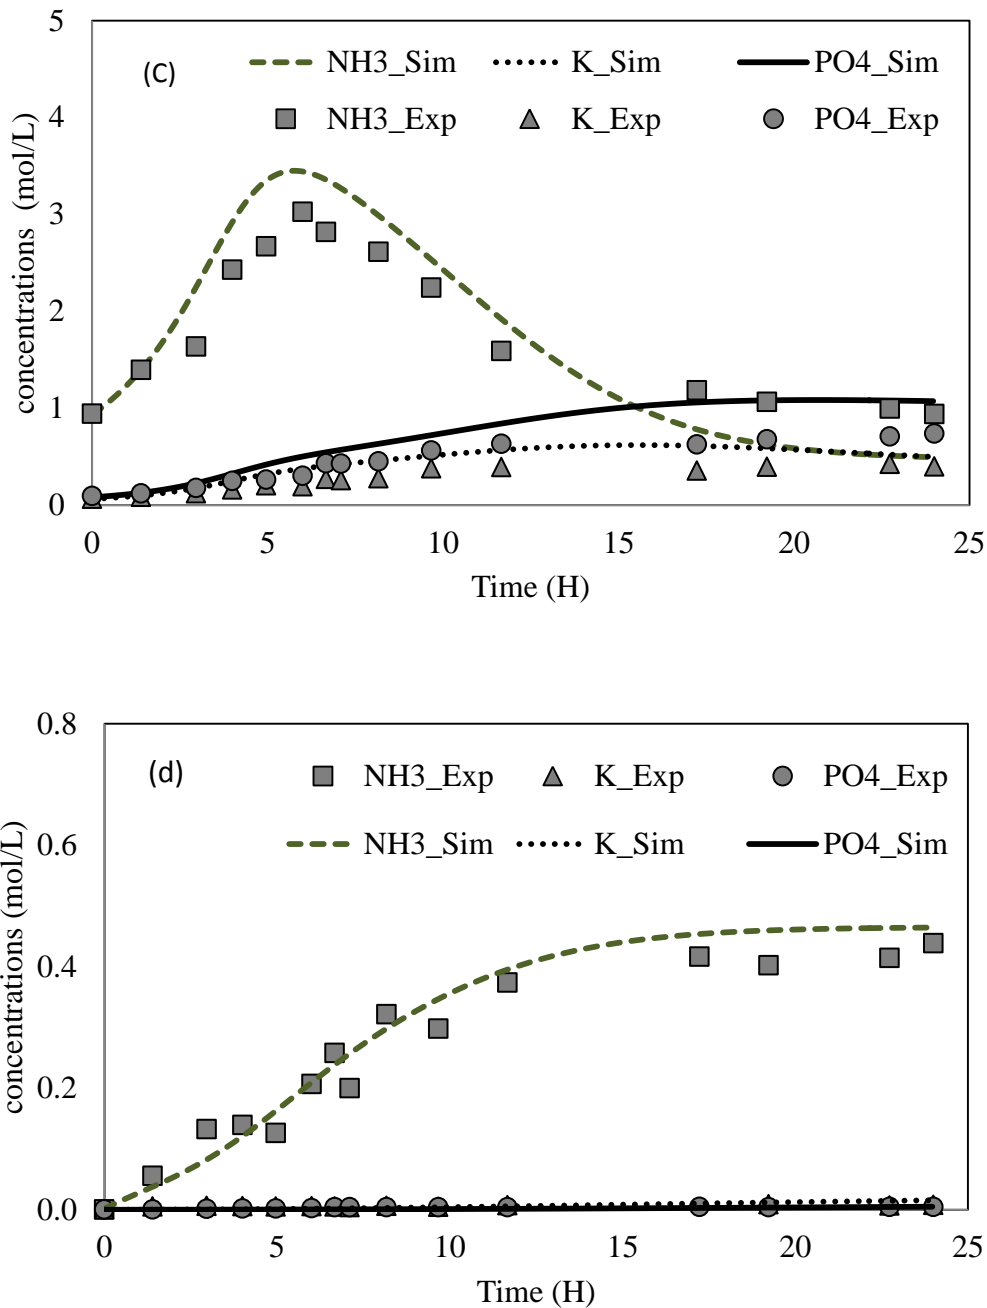 5
(C)
NH3_Sim K_Sim PO4_Sim
4
NH3_Exp K_Exp PO4_Exp
concentrations (mol/L)
3
2
1
0
0 5 10 15 20 25
Time (H)
0.8
(d)
NH3_Exp K_Exp PO4_Exp
0.6
NH3_Sim K_Sim PO4_Sim
concentrations (mol/L)
0.4
0.2
0.0
0 5 10 15 20 25
Time (H)